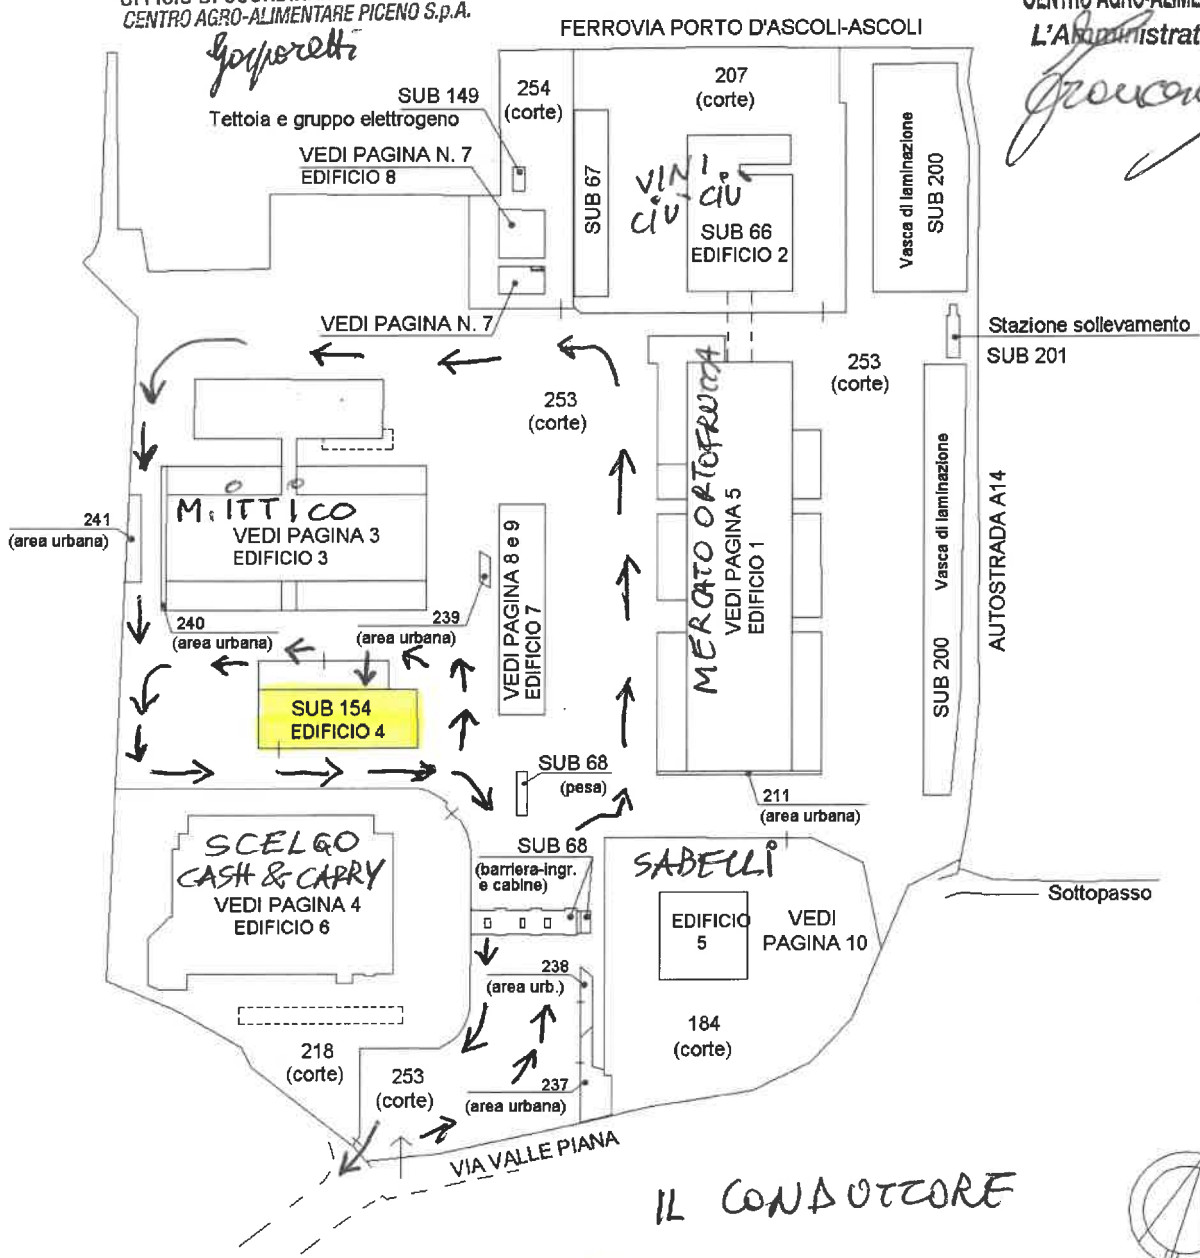 CENTRO AGRO-ALIMENTARE PICENO S.p.A.
FERROVIA PORTO D'ASCOLI-ASCOLI
L'Amministrat
SUB 149
Tettoia e gruppo elettrogeno
254
(corte)
207
(corte)
VEDI PAGINA N. 7
EDIFICIO 8
SUB 67
VINI
CIU' CIU'
SUB 66
EDIFICIO 2
Vasca di laminazione
SUB 200
VEDI PAGINA N. 7
Stazione sollevamento
SUB 201
253
(corte)
253
(corte)
MERCATO ORTOFRUTTA
VEDI PAGINA 5
EDIFICIO 1
Vasca di laminazione
SUB 200
AUTOSTRADA A14
241
(area urbana)
M. ITTICO
VEDI PAGINA 3
EDIFICIO 3
VEDI PAGINA 8 e 9
EDIFICIO 7
240
(area urbana)
239
(area urbana)
SUB 154
EDIFICIO 4
SUB 68
(pesa)
211
(area urbana)
SCELGO
CASH & CARRY
VEDI PAGINA 4
EDIFICIO 6
SUB 68
(barriera-ingr.
e cabine)
SABELLI
EDIFICIO
5
VEDI
PAGINA 10
Sottopasso
238
(area urb.)
184
(corte)
218
(corte)
253
(corte)
237
(area urbana)
VIA VALLE PIANA
IL CONDUTTORE